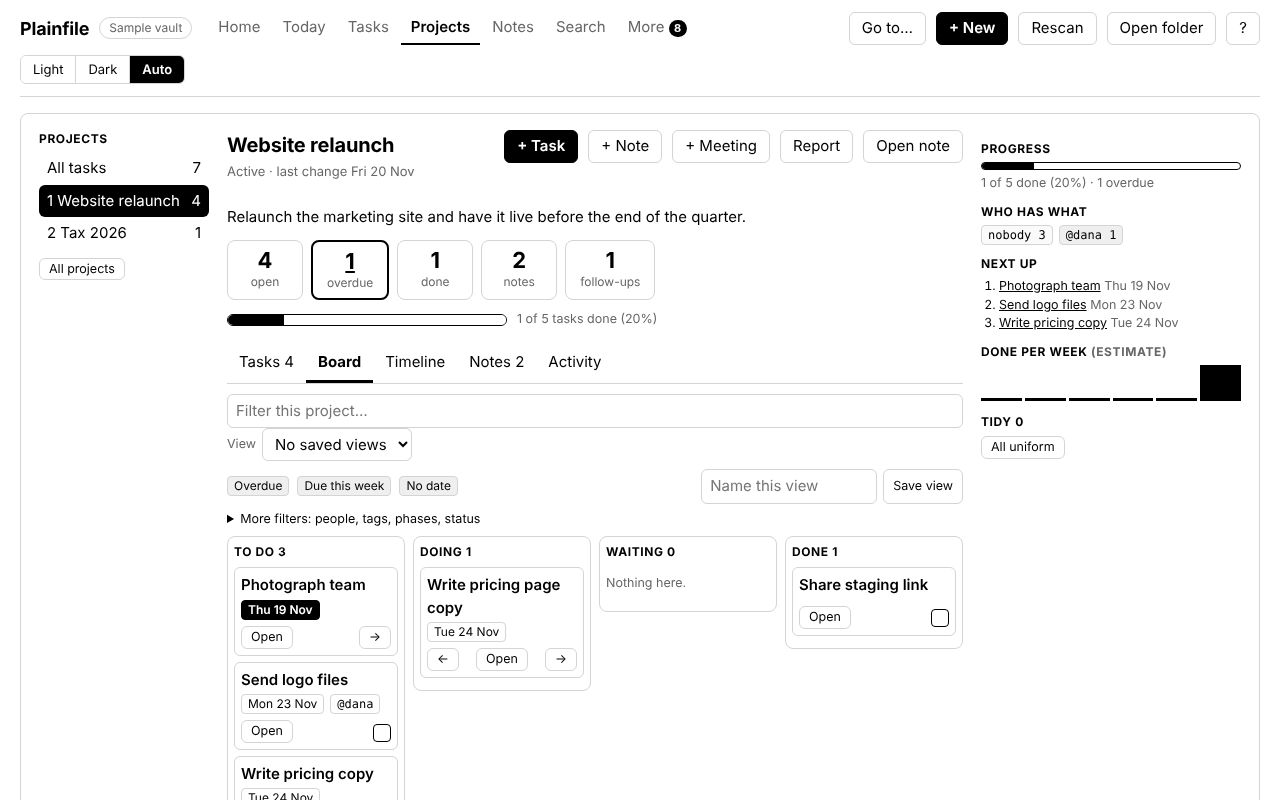 Plainfile Sample vault Home Today Tasks Projects Notes Search More 8 Go to… + New Rescan Open folder ?
Light Dark Auto
PROJECTS
All tasks 7
1 Website relaunch 4
2 Tax 2026 1
All projects
Website relaunch
+ Task + Note + Meeting Report Open note
Active · last change Fri 20 Nov
Relaunch the marketing site and have it live before the end of the quarter.
4 1 1 2 1
open overdue done notes follow-ups
1 of 5 tasks done (20%)
Tasks 4 Board Timeline Notes 2 Activity
Filter this project…
View No saved views
Overdue Due this week No date Name this view Save view
▶ More filters: people, tags, phases, status
TO DO 3
Photograph team
Thu 19 Nov
Open →
Send logo files
Mon 23 Nov @dana
Open
Write pricing copy
Tue 24 Nov
DOING 1
Write pricing page
copy
Tue 24 Nov
← Open →
WAITING 0
Nothing here.
DONE 1
Share staging link
Open
PROGRESS
1 of 5 done (20%) · 1 overdue
WHO HAS WHAT
nobody 3 @dana 1
NEXT UP
1. Photograph team Thu 19 Nov
2. Send logo files Mon 23 Nov
3. Write pricing copy Tue 24 Nov
DONE PER WEEK (ESTIMATE)
TIDY 0
All uniform